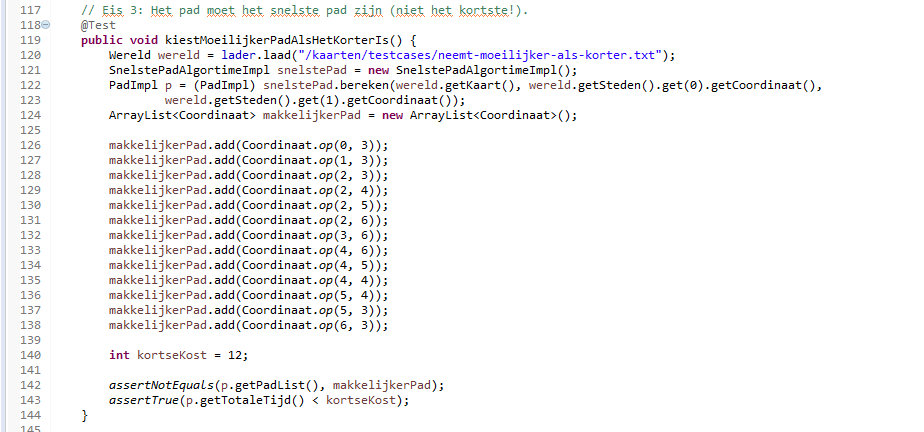 117 // Eis 3: Het pad moet het snelste pad zijn (niet het kortste!).
118 @Test
119 public void kiestMoeilijkerPadAlsHetKorterIs() {
120 Wereld wereld = lader.laad("/kaarten/testcases/neemt-moeilijker-als-korter.txt");
121 SnelstePadAlgortimeImpl snelstePad = new SnelstePadAlgortimeImpl();
122 PadImpl p = (PadImpl) snelstePad.bereken(wereld.getKaart(), wereld.getSteden().get(0).getCoordinaat(),
123 wereld.getSteden().get(1).getCoordinaat());
124 ArrayList<Coordinaat> makkelijkerPad = new ArrayList<Coordinaat>();
125
126 makkelijkerPad.add(Coordinaat.op(0, 3));
127 makkelijkerPad.add(Coordinaat.op(1, 3));
128 makkelijkerPad.add(Coordinaat.op(2, 3));
129 makkelijkerPad.add(Coordinaat.op(2, 4));
130 makkelijkerPad.add(Coordinaat.op(2, 5));
131 makkelijkerPad.add(Coordinaat.op(2, 6));
132 makkelijkerPad.add(Coordinaat.op(3, 6));
133 makkelijkerPad.add(Coordinaat.op(4, 6));
134 makkelijkerPad.add(Coordinaat.op(4, 5));
135 makkelijkerPad.add(Coordinaat.op(4, 4));
136 makkelijkerPad.add(Coordinaat.op(5, 4));
137 makkelijkerPad.add(Coordinaat.op(5, 3));
138 makkelijkerPad.add(Coordinaat.op(6, 3));
139
140 int kortseKost = 12;
141
142 assertNotEquals(p.getPadList(), makkelijkerPad);
143 assertTrue(p.getTotaleTijd() < kortseKost);
144 }
145